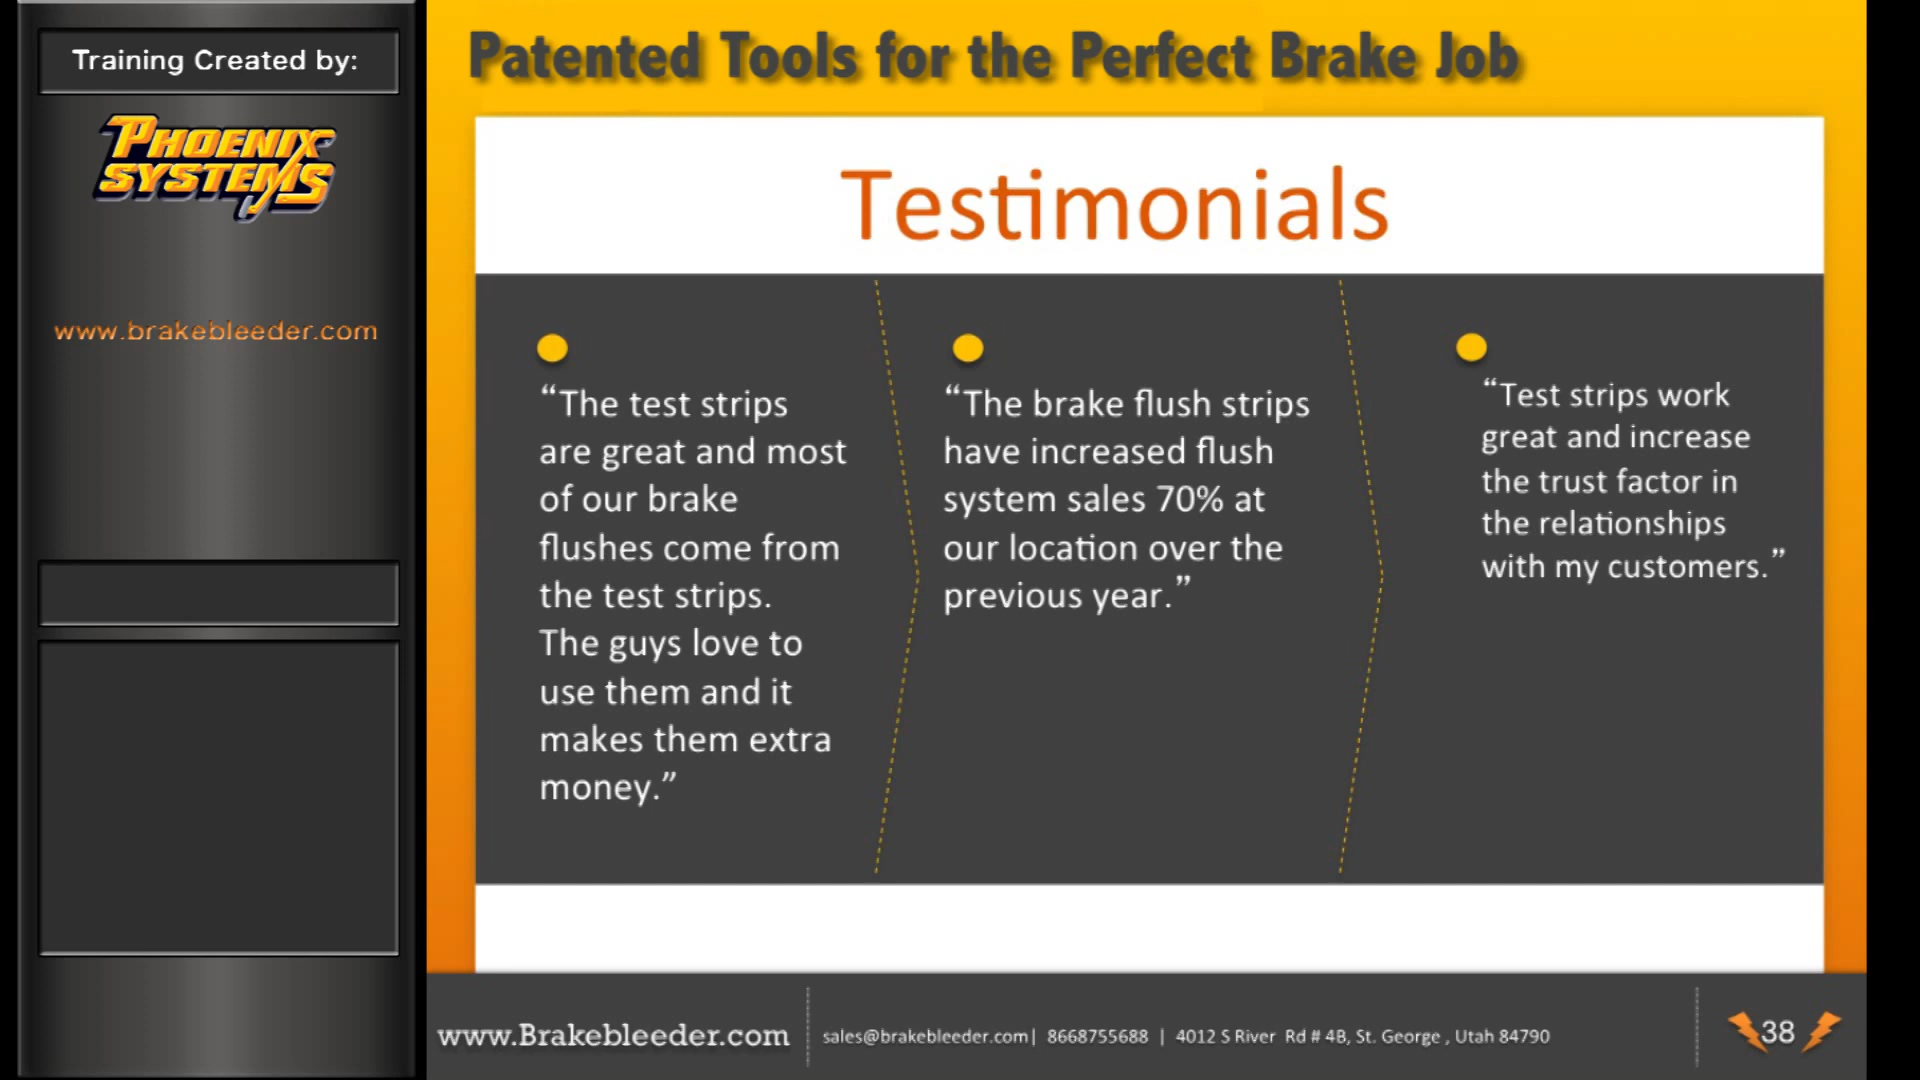 Training Created by:
PHOENIX
SYSTEMS
www.brakebleeder.com
Patented Tools for the Perfect Brake Job
Testimonials
“The test strips
are great and most
of our brake
flushes come from
the test strips.
The guys love to
use them and it
makes them extra
money.”
“The brake flush strips
have increased flush
system sales 70% at
our location over the
previous year.”
“Test strips work
great and increase
the trust factor in
the relationships
with my customers.”
www.Brakebleeder.com
sales@brakebleeder.com| 8668755688 | 4012 S River Rd # 4B, St. George , Utah 84790
38